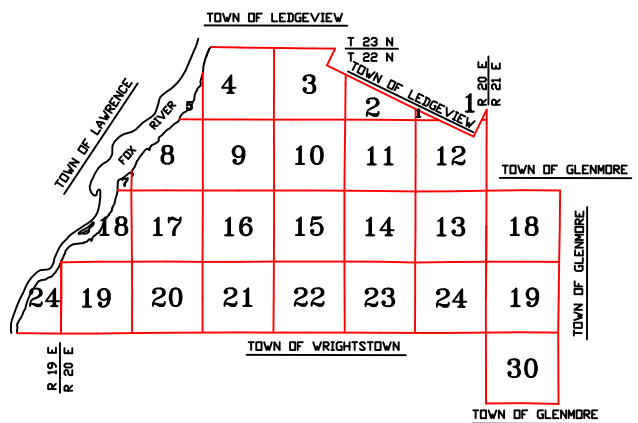 TOWN OF LEDGEVIEW
T 23 N
T 22 N
TOWN OF LEDGEVIEW
R 20 E
R 21 E
TOWN OF LAWRENCE
FOX RIVER
4 3 2 1 1
5
8 9 10 11 12
7
TOWN OF GLENMORE
18 17 16 15 14 13 18
TOWN OF GLENMORE
24 19 20 21 22 23 24 19
R 19 E
R 20 E
TOWN OF WRIGHTSTOWN
30
TOWN OF GLENMORE